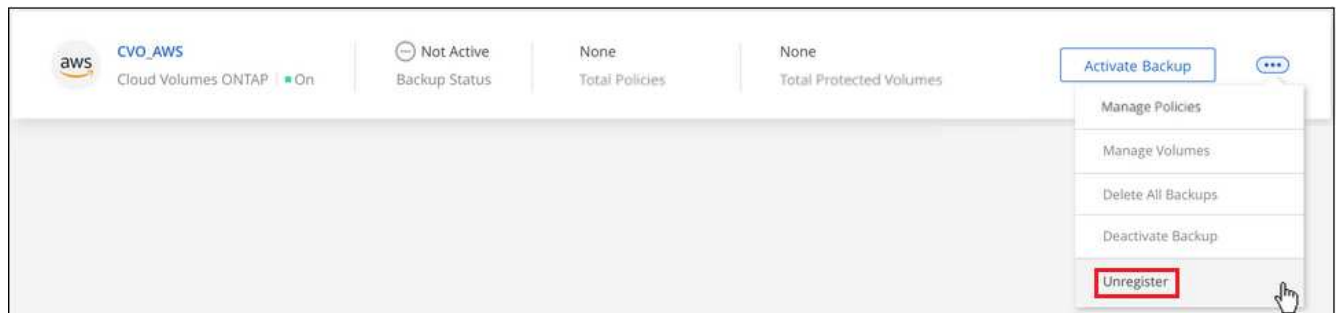 aws
CVO_AWS
Cloud Volumes ONTAP
On
Not Active
Backup Status
None
Total Policies
None
Total Protected Volumes
Activate Backup
Manage Policies
Manage Volumes
Delete All Backups
Deactivate Backup
Unregister